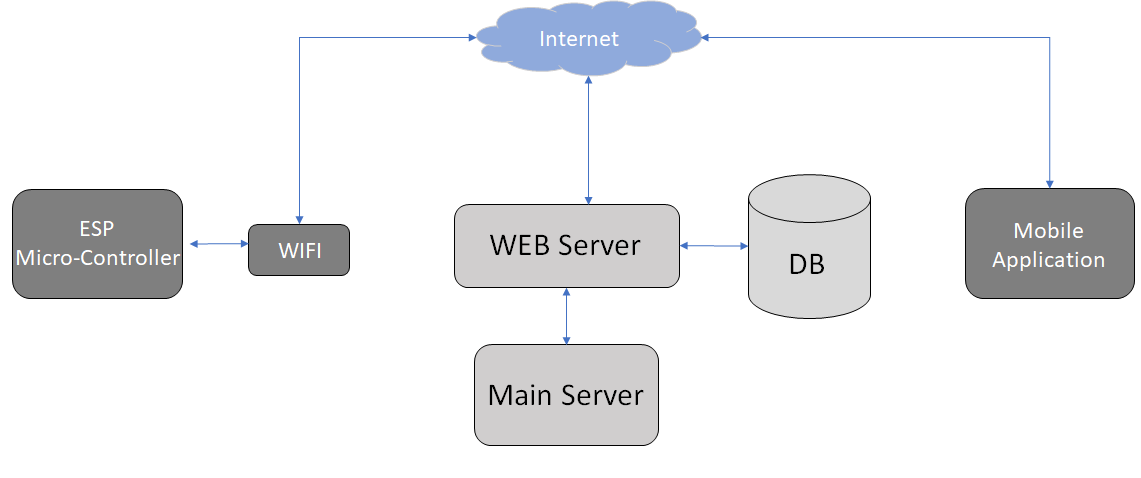 Internet
ESP
Micro-Controller
WIFI
WEB Server
DB
Mobile
Application
Main Server